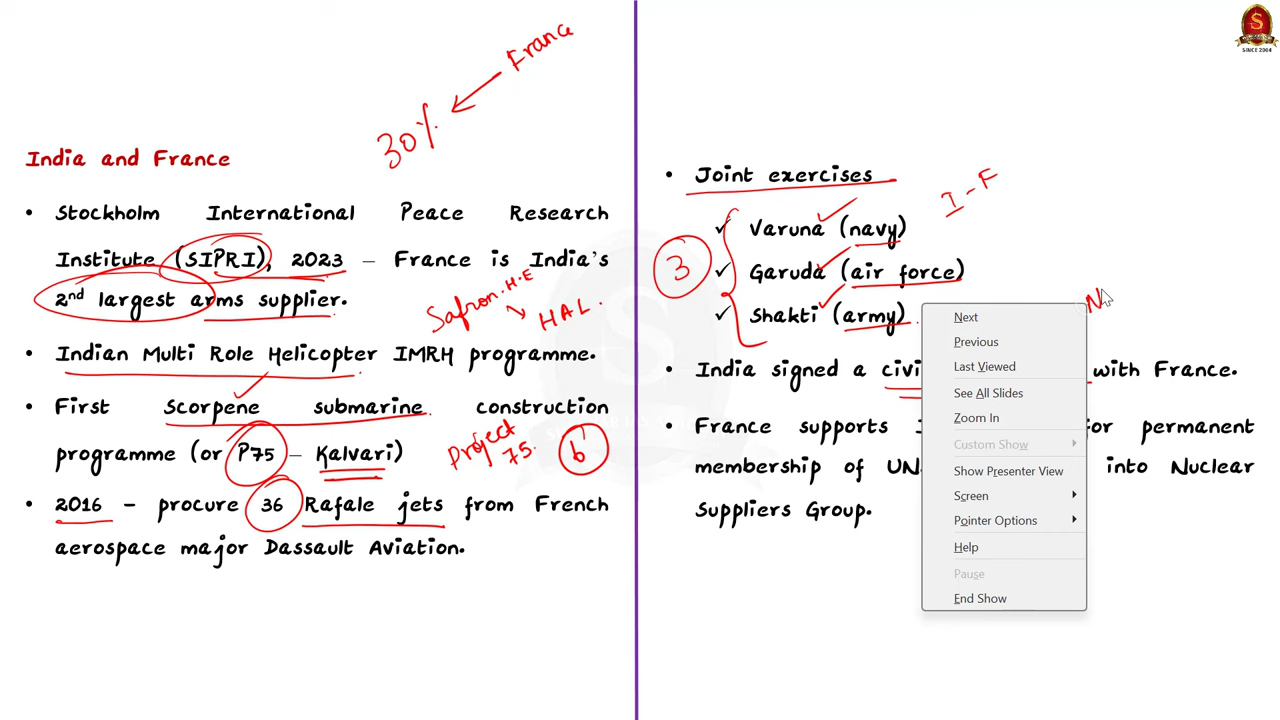 France
30%
India and France
• Stockholm International Peace Research
Institute (SIPRI), 2023 – France is India's
2nd largest arms supplier.
Safron. H.E
HAL.
• Indian Multi Role Helicopter IMRH programme.
• First Scorpene submarine construction
programme (or P75 – Kalvari)
Project
75.
6
• 2016 - procure 36 Rafale jets from French
aerospace major Dassault Aviation.
S
SINCE 2004
• Joint exercises
I - F
3
✓ Varuna (navy)
✓ Garuda (air force)
✓ Shakti (army)
N
• India signed a with France.
• France supports for permanent
membership of into Nuclear
Suppliers Group.
Next
Previous
Last Viewed
See All Slides
Zoom In
Custom Show
Show Presenter View
Screen
Pointer Options
Help
Pause
End Show